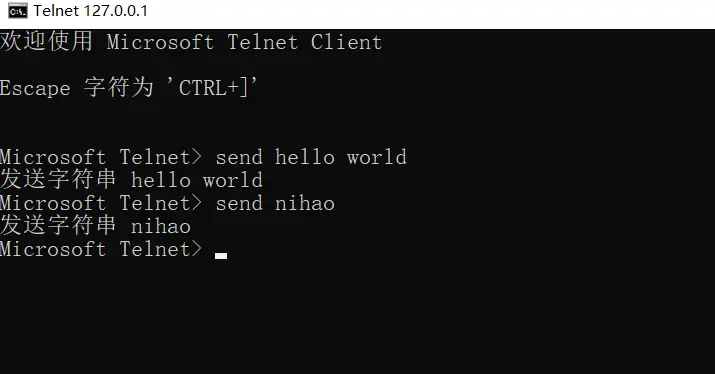 Telnet 127.0.0.1
欢迎使用 Microsoft Telnet Client
Escape 字符为 'CTRL+]'
Microsoft Telnet> send hello world
发送字符串 hello world
Microsoft Telnet> send nihao
发送字符串 nihao
Microsoft Telnet>